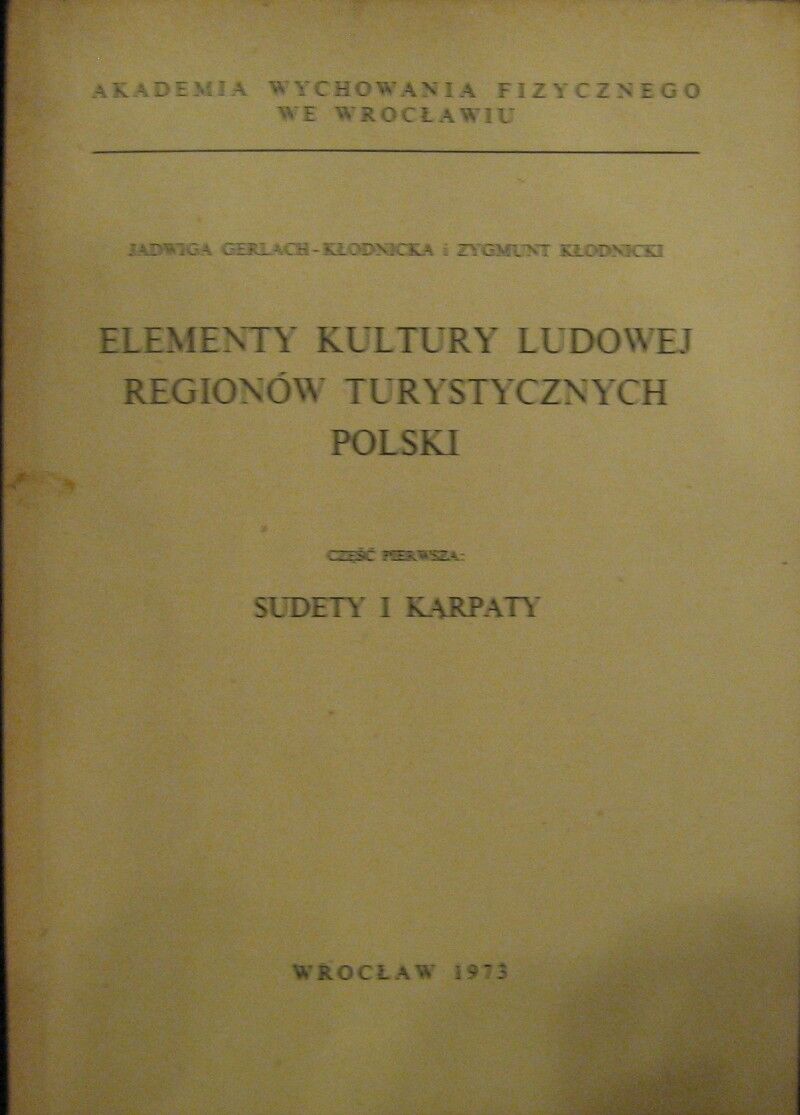 AKADEMIA WYCHOWANIA FIZYCZNEGO
WE WROCŁAWIU
JADWIGA GERLACH-KŁODNICKA i ZYGMUNT KŁODNICKI
ELEMENTY KULTURY LUDOWEJ
REGIONÓW TURYSTYCZNYCH
POLSKI
CZĘŚĆ PIERWSZA:
SUDETY I KARPATY
WROCŁAW 1973